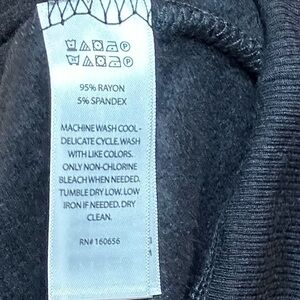 95% RAYON
5% SPANDEX
MACHINE WASH COOL -
DELICATE CYCLE. WASH
WITH LIKE COLORS.
ONLY NON-CHLORINE
BLEACH WHEN NEEDED.
TUMBLE DRY LOW. LOW
IRON IF NEEDED. DRY
CLEAN.
RN# 160656